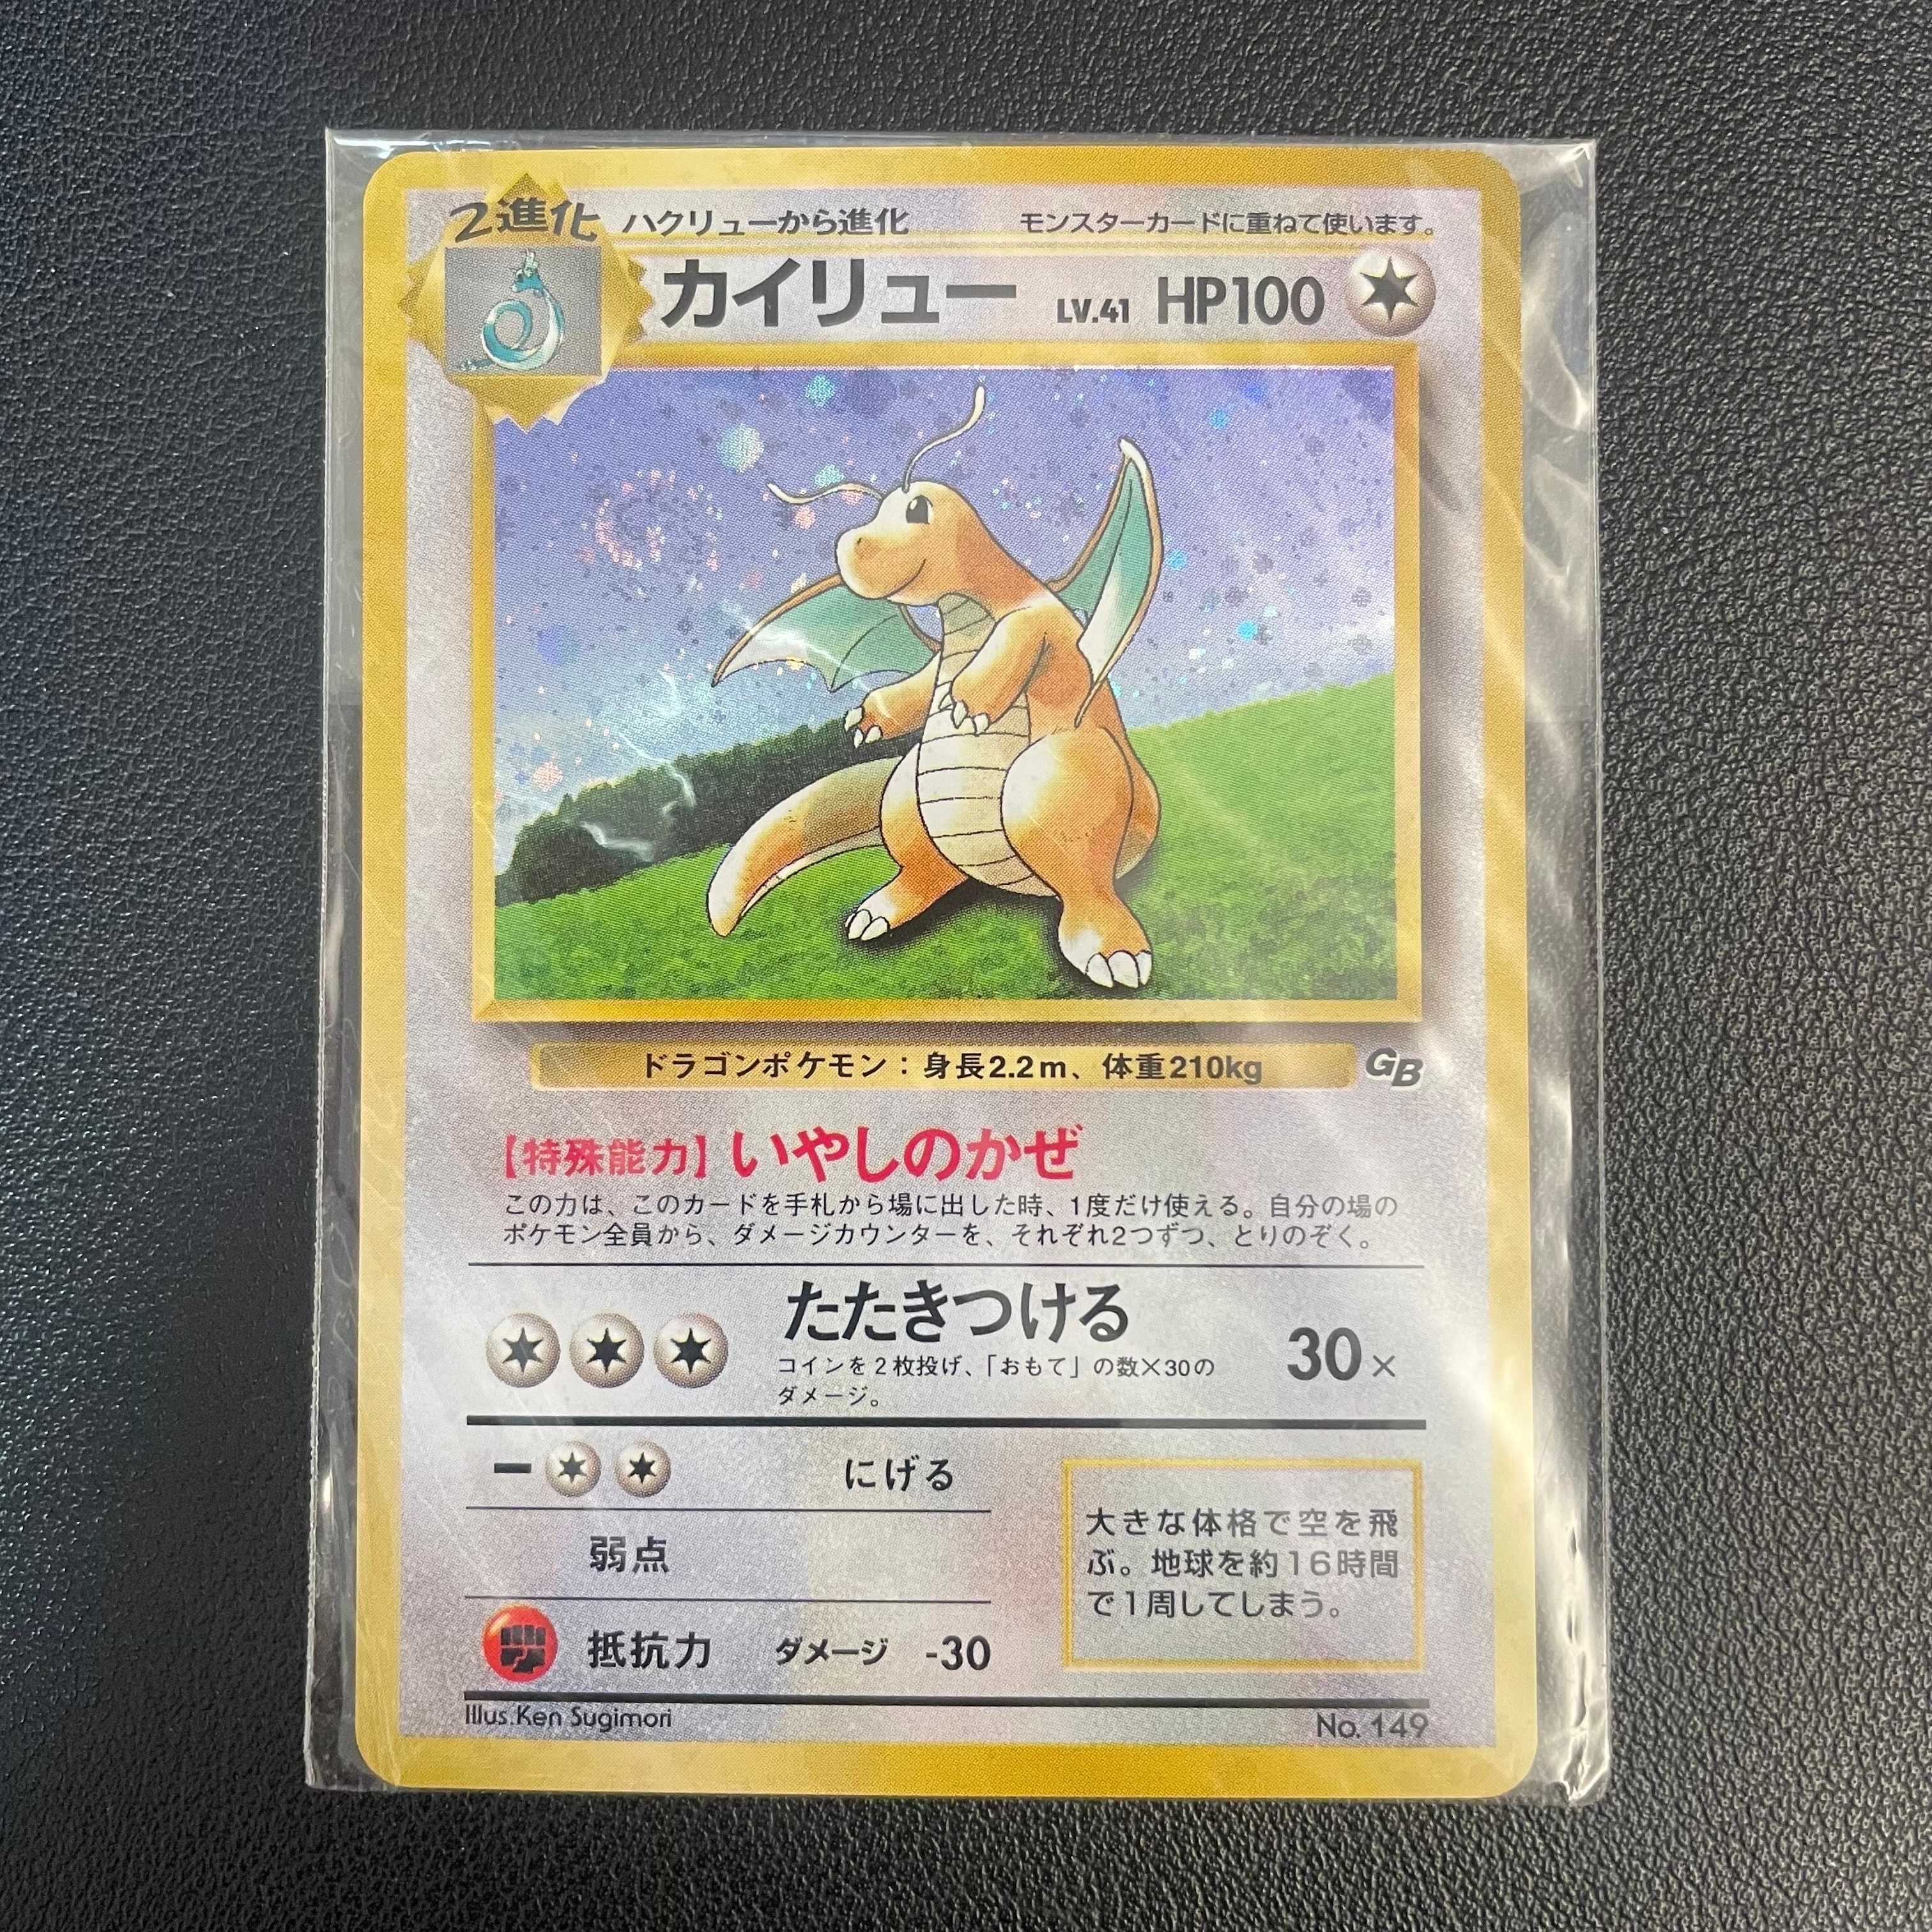 2進化 ハクリューから進化 モンスターカードに重ねて使います。
カイリュー LV.41 HP100
ドラゴンポケモン：身長2.2m、体重210kg GB
【特殊能力】いやしのかぜ
この力は、このカードを手札から場に出した時、1度だけ使える。自分の場の
ポケモン全員から、ダメージカウンターを、それぞれ2つずつ、とりのぞく。
たたきつける 30×
コインを2枚投げ、「おもて」の数×30の
ダメージ。
ー にげる
弱点
抵抗力 ダメージ -30
大きな体格で空を飛
ぶ。地球を約16時間
で1周してしまう。
Illus.Ken Sugimori No. 149